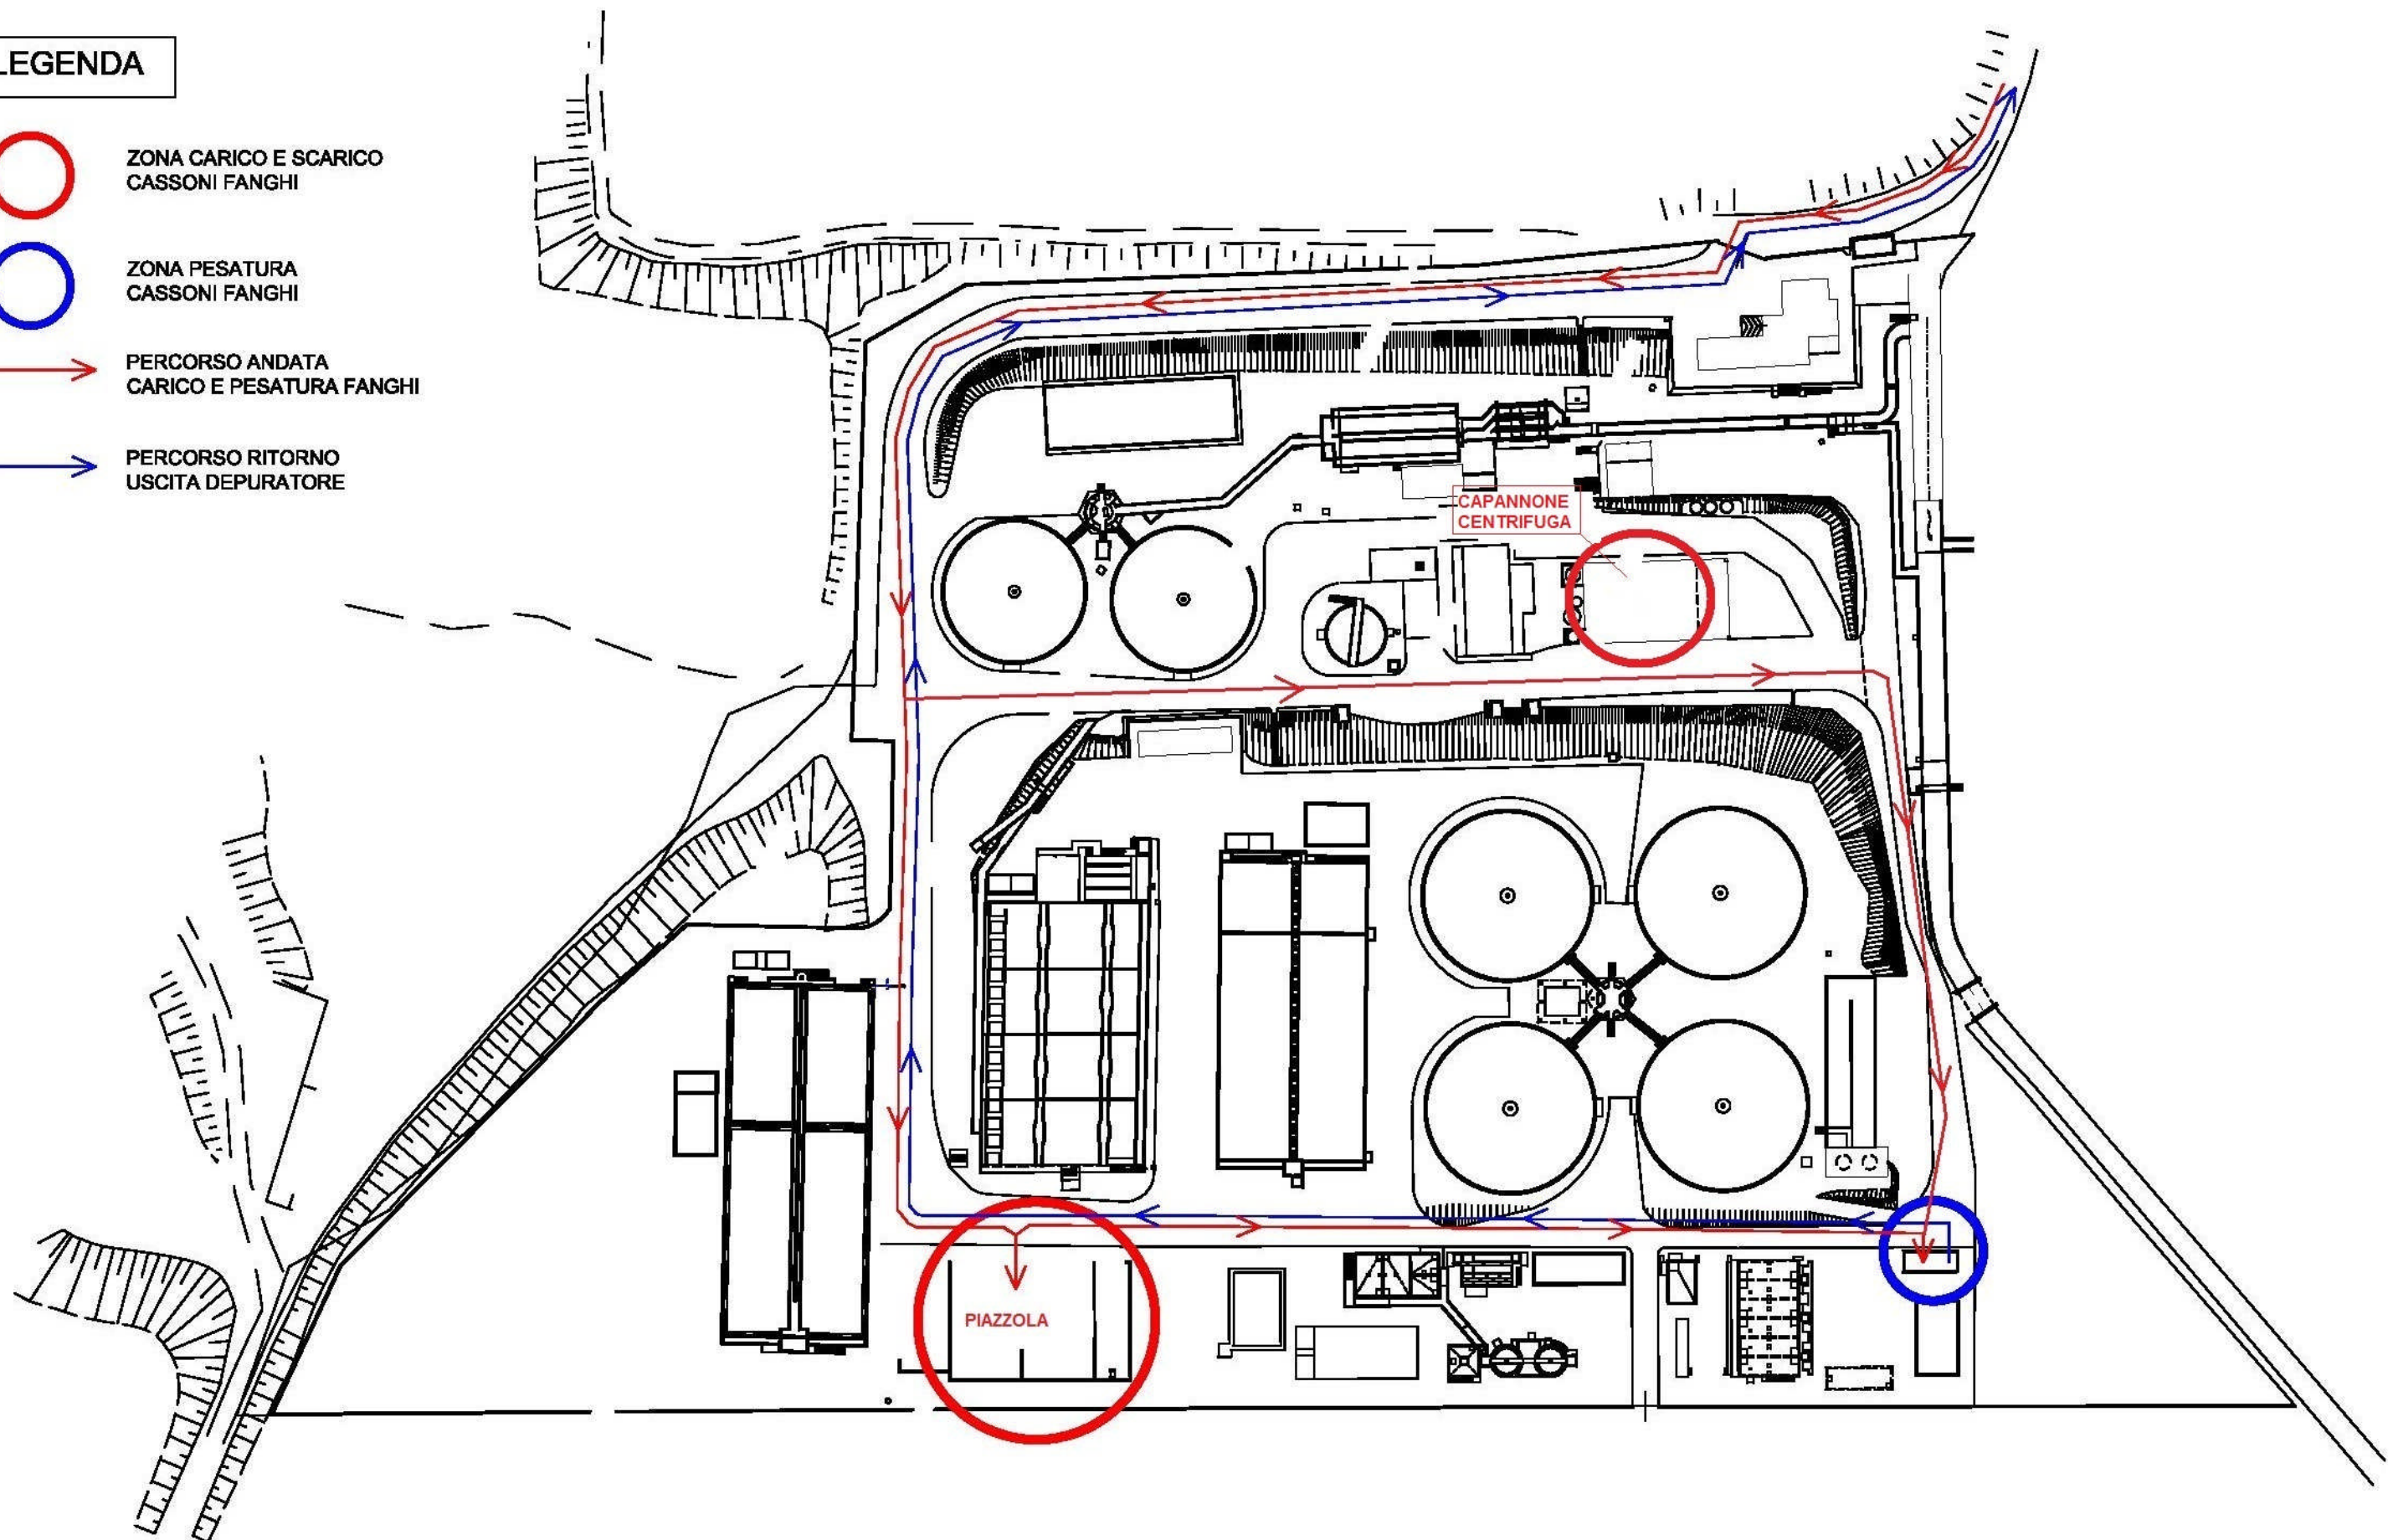 LEGENDA
ZONA CARICO E SCARICO
CASSONI FANGHI
ZONA PESATURA
CASSONI FANGHI
PERCORSO ANDATA
CARICO E PESATURA FANGHI
PERCORSO RITORNO
USCITA DEPURATORE
CAPANNONE
CENTRIFUGA
PIAZZOLA